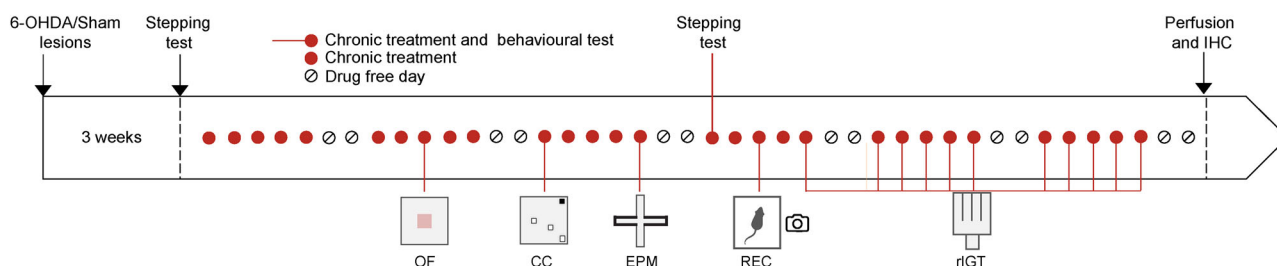 6-OHDA/Sham
lesions
Stepping
test
Chronic treatment and behavioural test
Chronic treatment
Drug free day
Stepping
test
Perfusion
and IHC
3 weeks
OF
CC
EPM
REC
rIGT